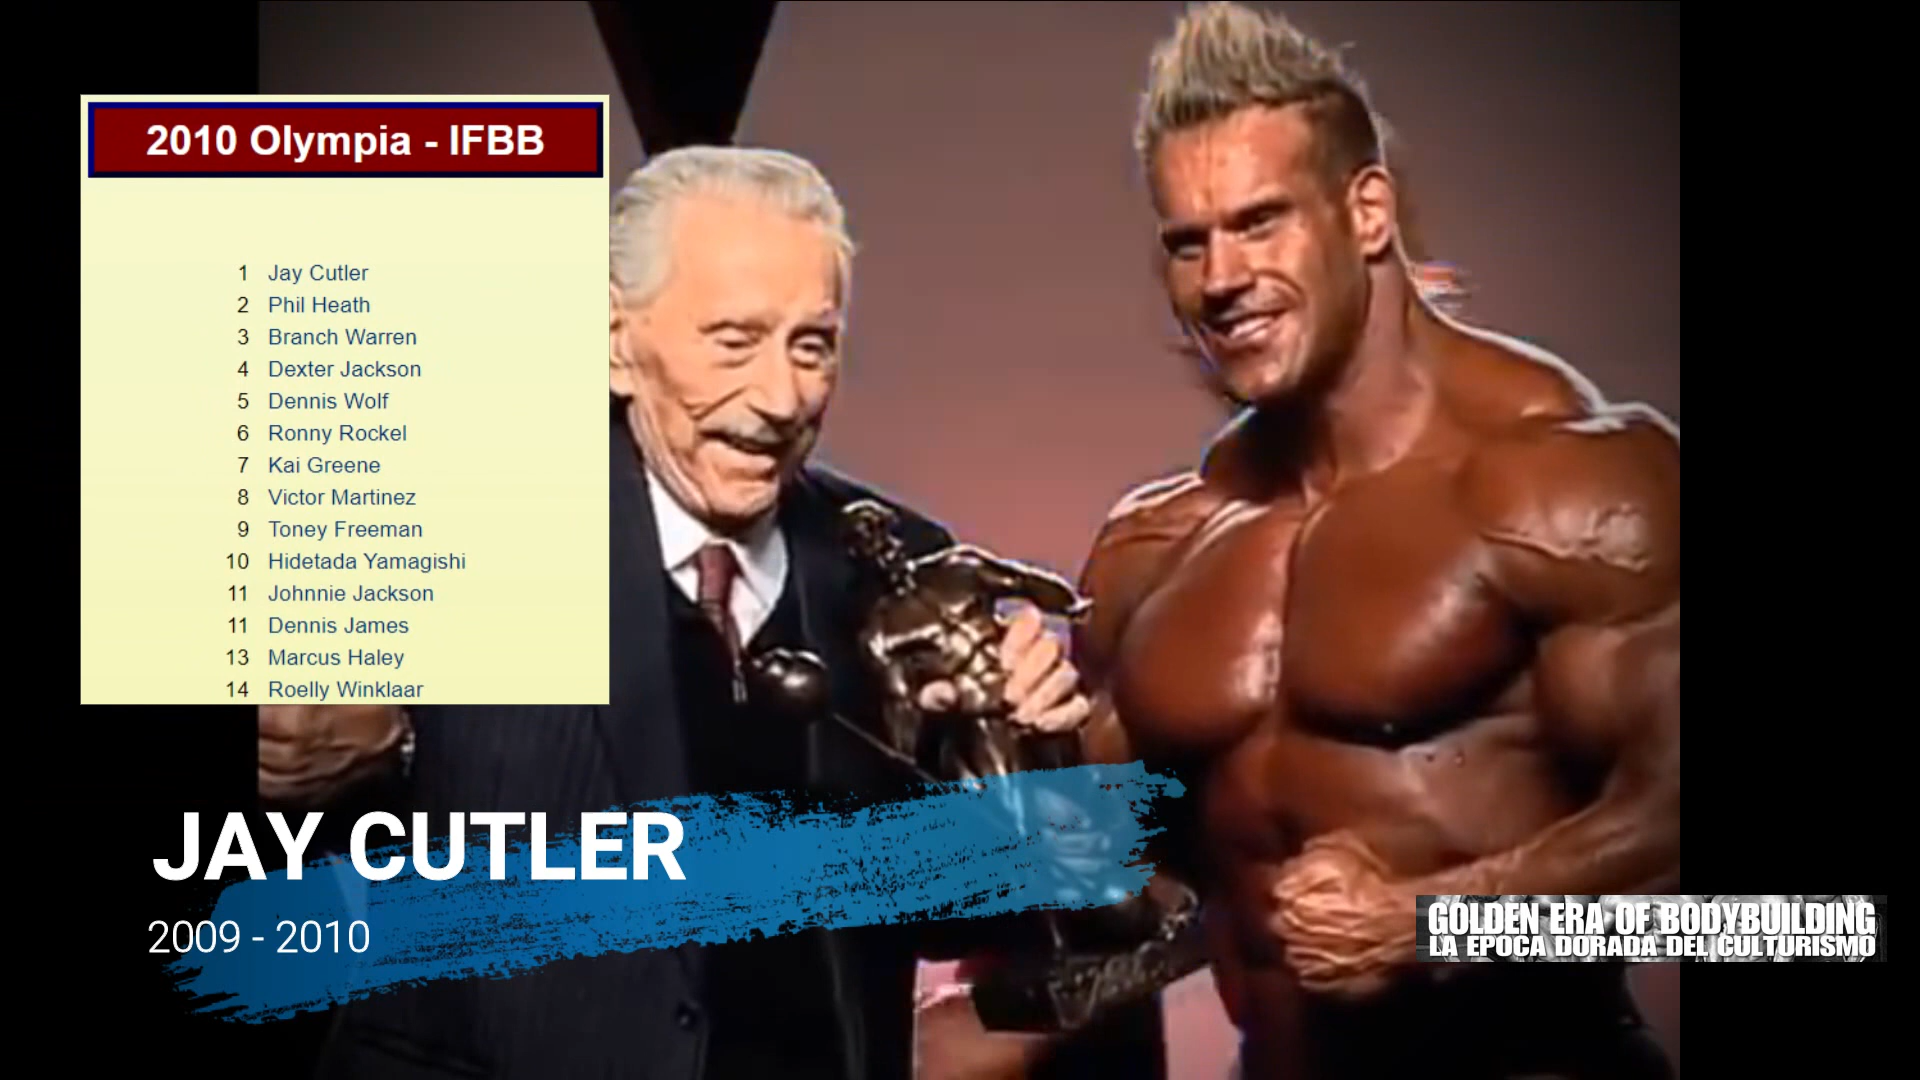 2010 Olympia - IFBB
1 Jay Cutler
2 Phil Heath
3 Branch Warren
4 Dexter Jackson
5 Dennis Wolf
6 Ronny Rockel
7 Kai Greene
8 Victor Martinez
9 Toney Freeman
10 Hidetada Yamagishi
11 Johnnie Jackson
11 Dennis James
13 Marcus Haley
14 Roelly Winklaar
JAY CUTLER
2009 - 2010
GOLDEN ERA OF BODYBUILDING
LA EPOCA DORADA DEL CULTURISMO